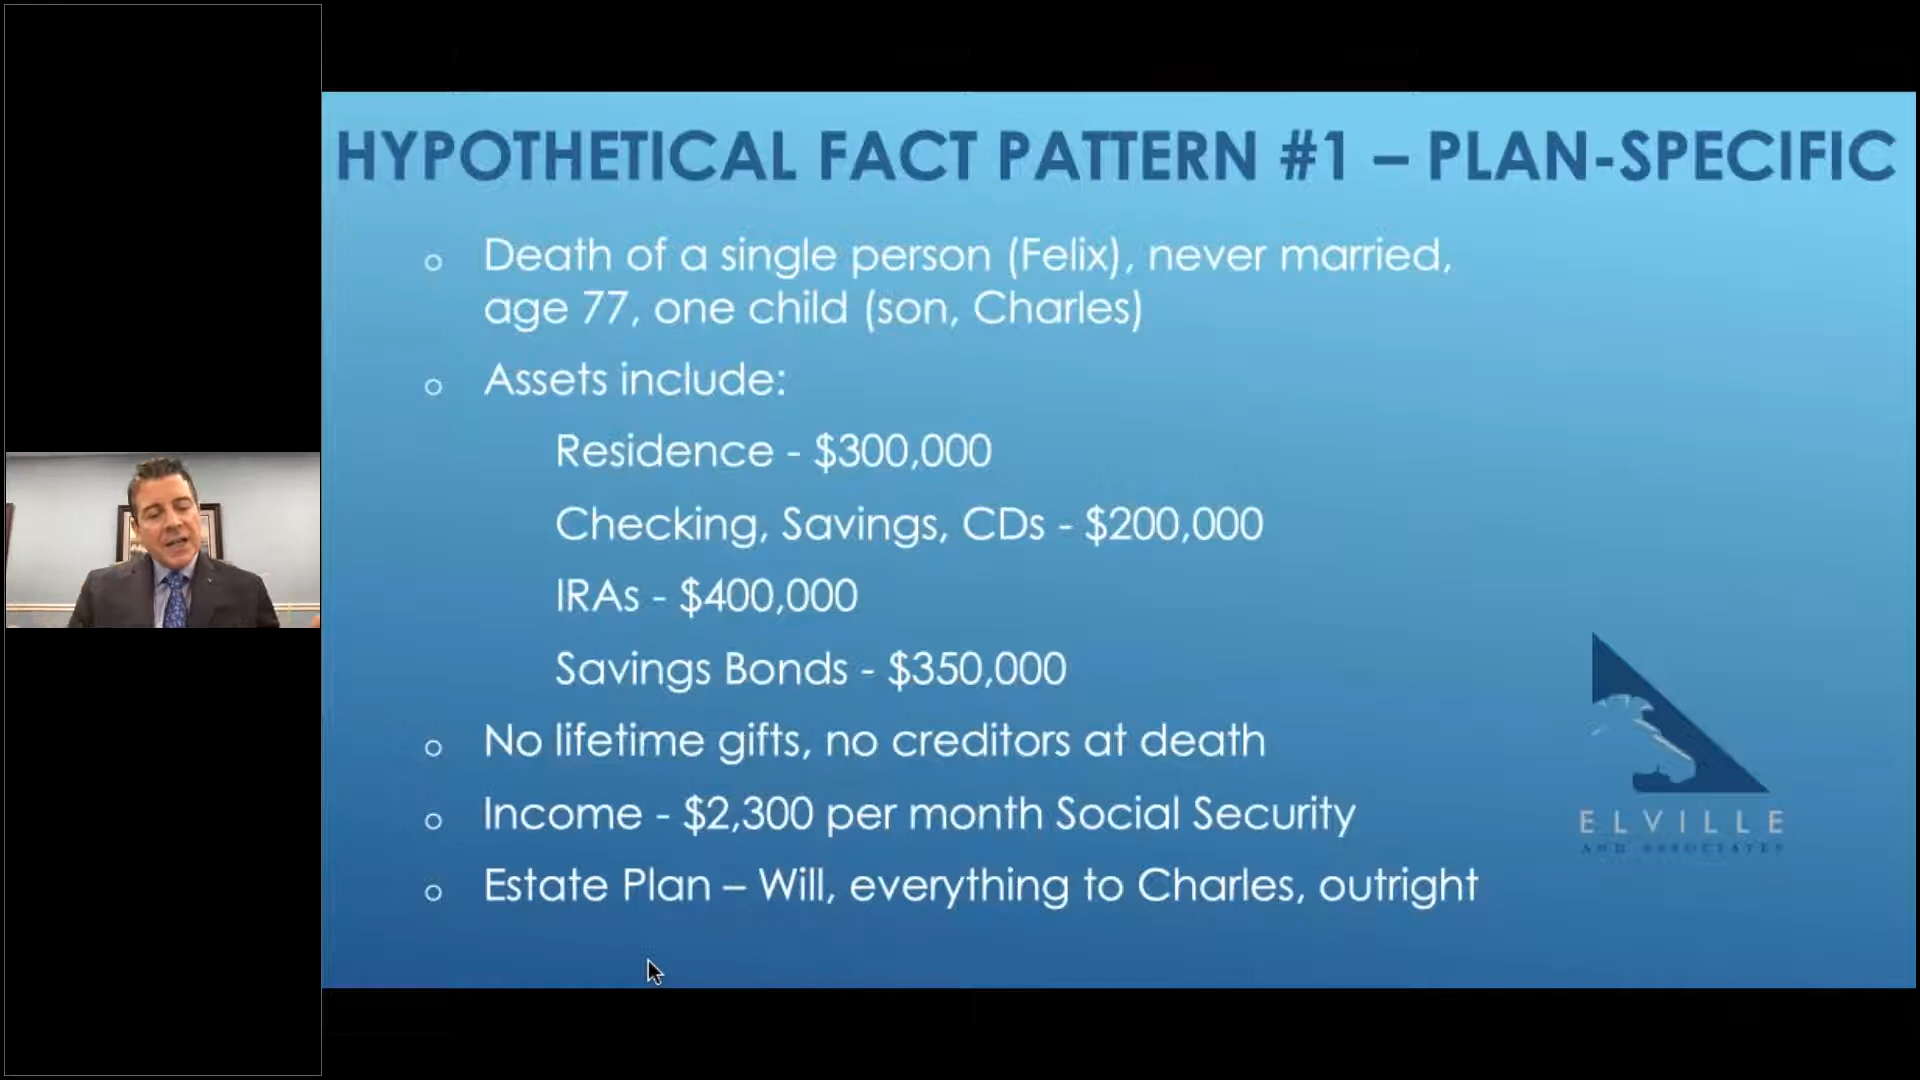 HYPOTHETICAL FACT PATTERN #1 – PLAN-SPECIFIC
Death of a single person (Felix), never married,
age 77, one child (son, Charles)
Assets include:
Residence - $300,000
Checking, Savings, CDs - $200,000
IRAs - $400,000
Savings Bonds - $350,000
No lifetime gifts, no creditors at death
Income - $2,300 per month Social Security
Estate Plan – Will, everything to Charles, outright
ELVILLE
AND ASSOCIATES